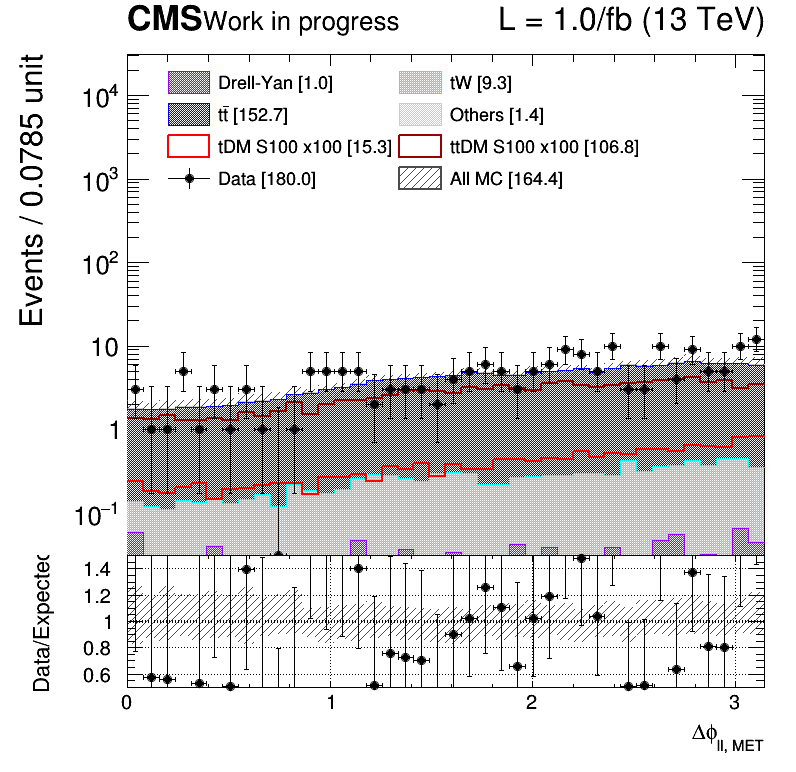 CMS Work in progress L = 1.0/fb (13 TeV)
Drell-Yan [1.0] tW [9.3]
tt̄ [152.7] Others [1.4]
tDM S100 x100 [15.3] ttDM S100 x100 [106.8]
Data [180.0] All MC [164.4]
Events / 0.0785 unit
10⁴
10³
10²
10
1
10⁻¹
Data/Expected
1.4
1.2
1
0.8
0.6
0 1 2 3
Δϕ_ll, MET